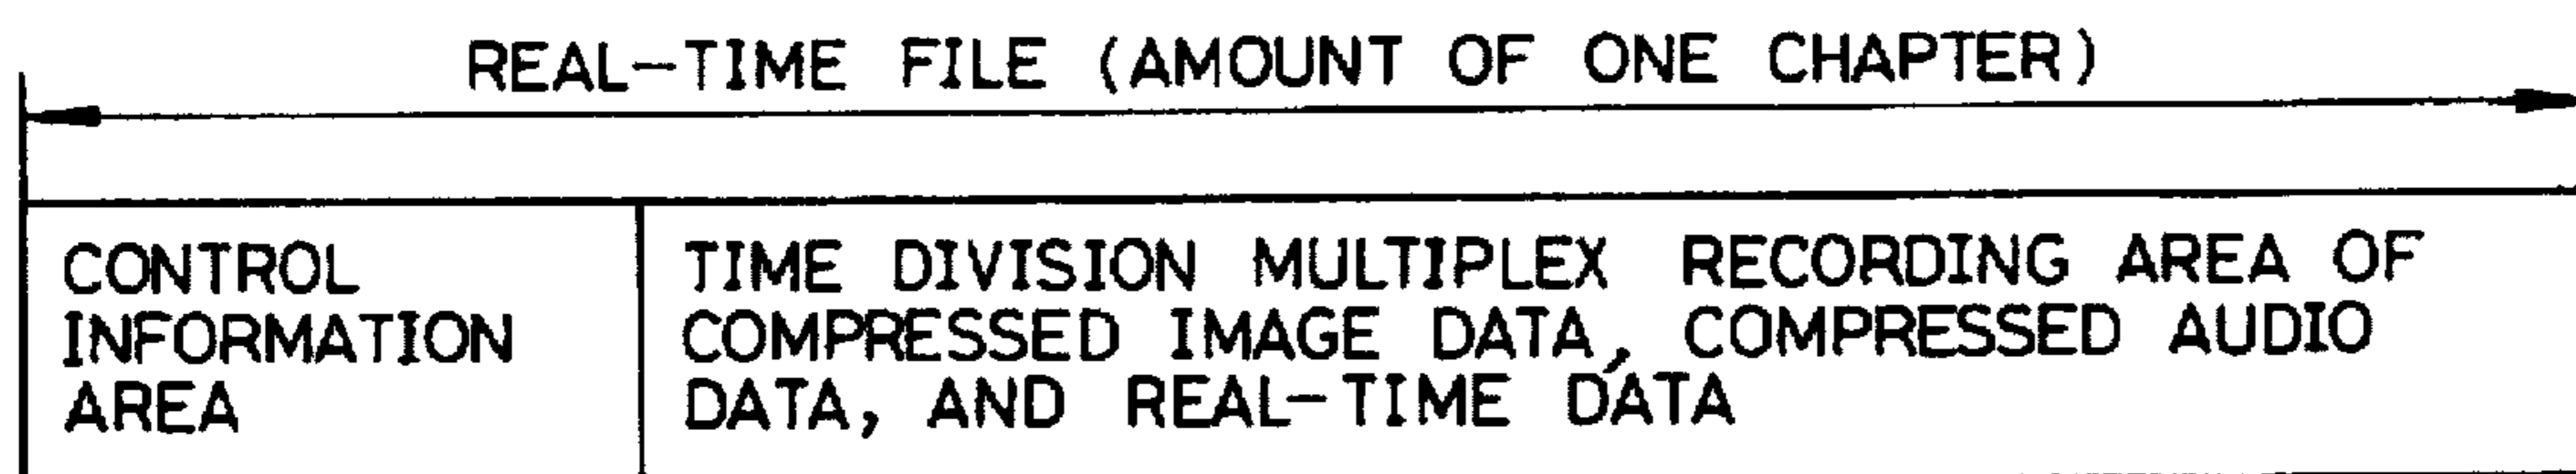 REAL-TIME FILE (AMOUNT OF ONE CHAPTER)
CONTROL
INFORMATION
AREA
TIME DIVISION MULTIPLEX RECORDING AREA OF
COMPRESSED IMAGE DATA, COMPRESSED AUDIO
DATA, AND REAL-TIME DATA